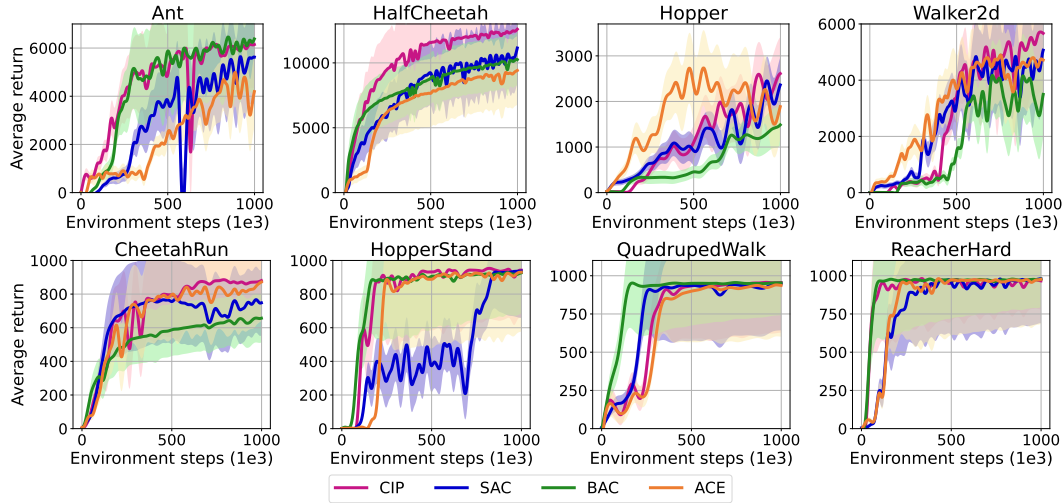 Ant HalfCheetah Hopper Walker2d
Average return
6000
4000
2000
0
0 500 1000
Environment steps (1e3)
10000
5000
0
0 500 1000
Environment steps (1e3)
3000
2000
1000
0
0 500 1000
Environment steps (1e3)
6000
4000
2000
0
0 500 1000
Environment steps (1e3)
CheetahRun HopperStand QuadrupedWalk ReacherHard
Average return
1000
800
600
400
200
0
0 500 1000
Environment steps (1e3)
1000
800
600
400
200
0
0 500 1000
Environment steps (1e3)
1000
750
500
250
0
0 500 1000
Environment steps (1e3)
1000
750
500
250
0
0 500 1000
Environment steps (1e3)
CIP SAC BAC ACE